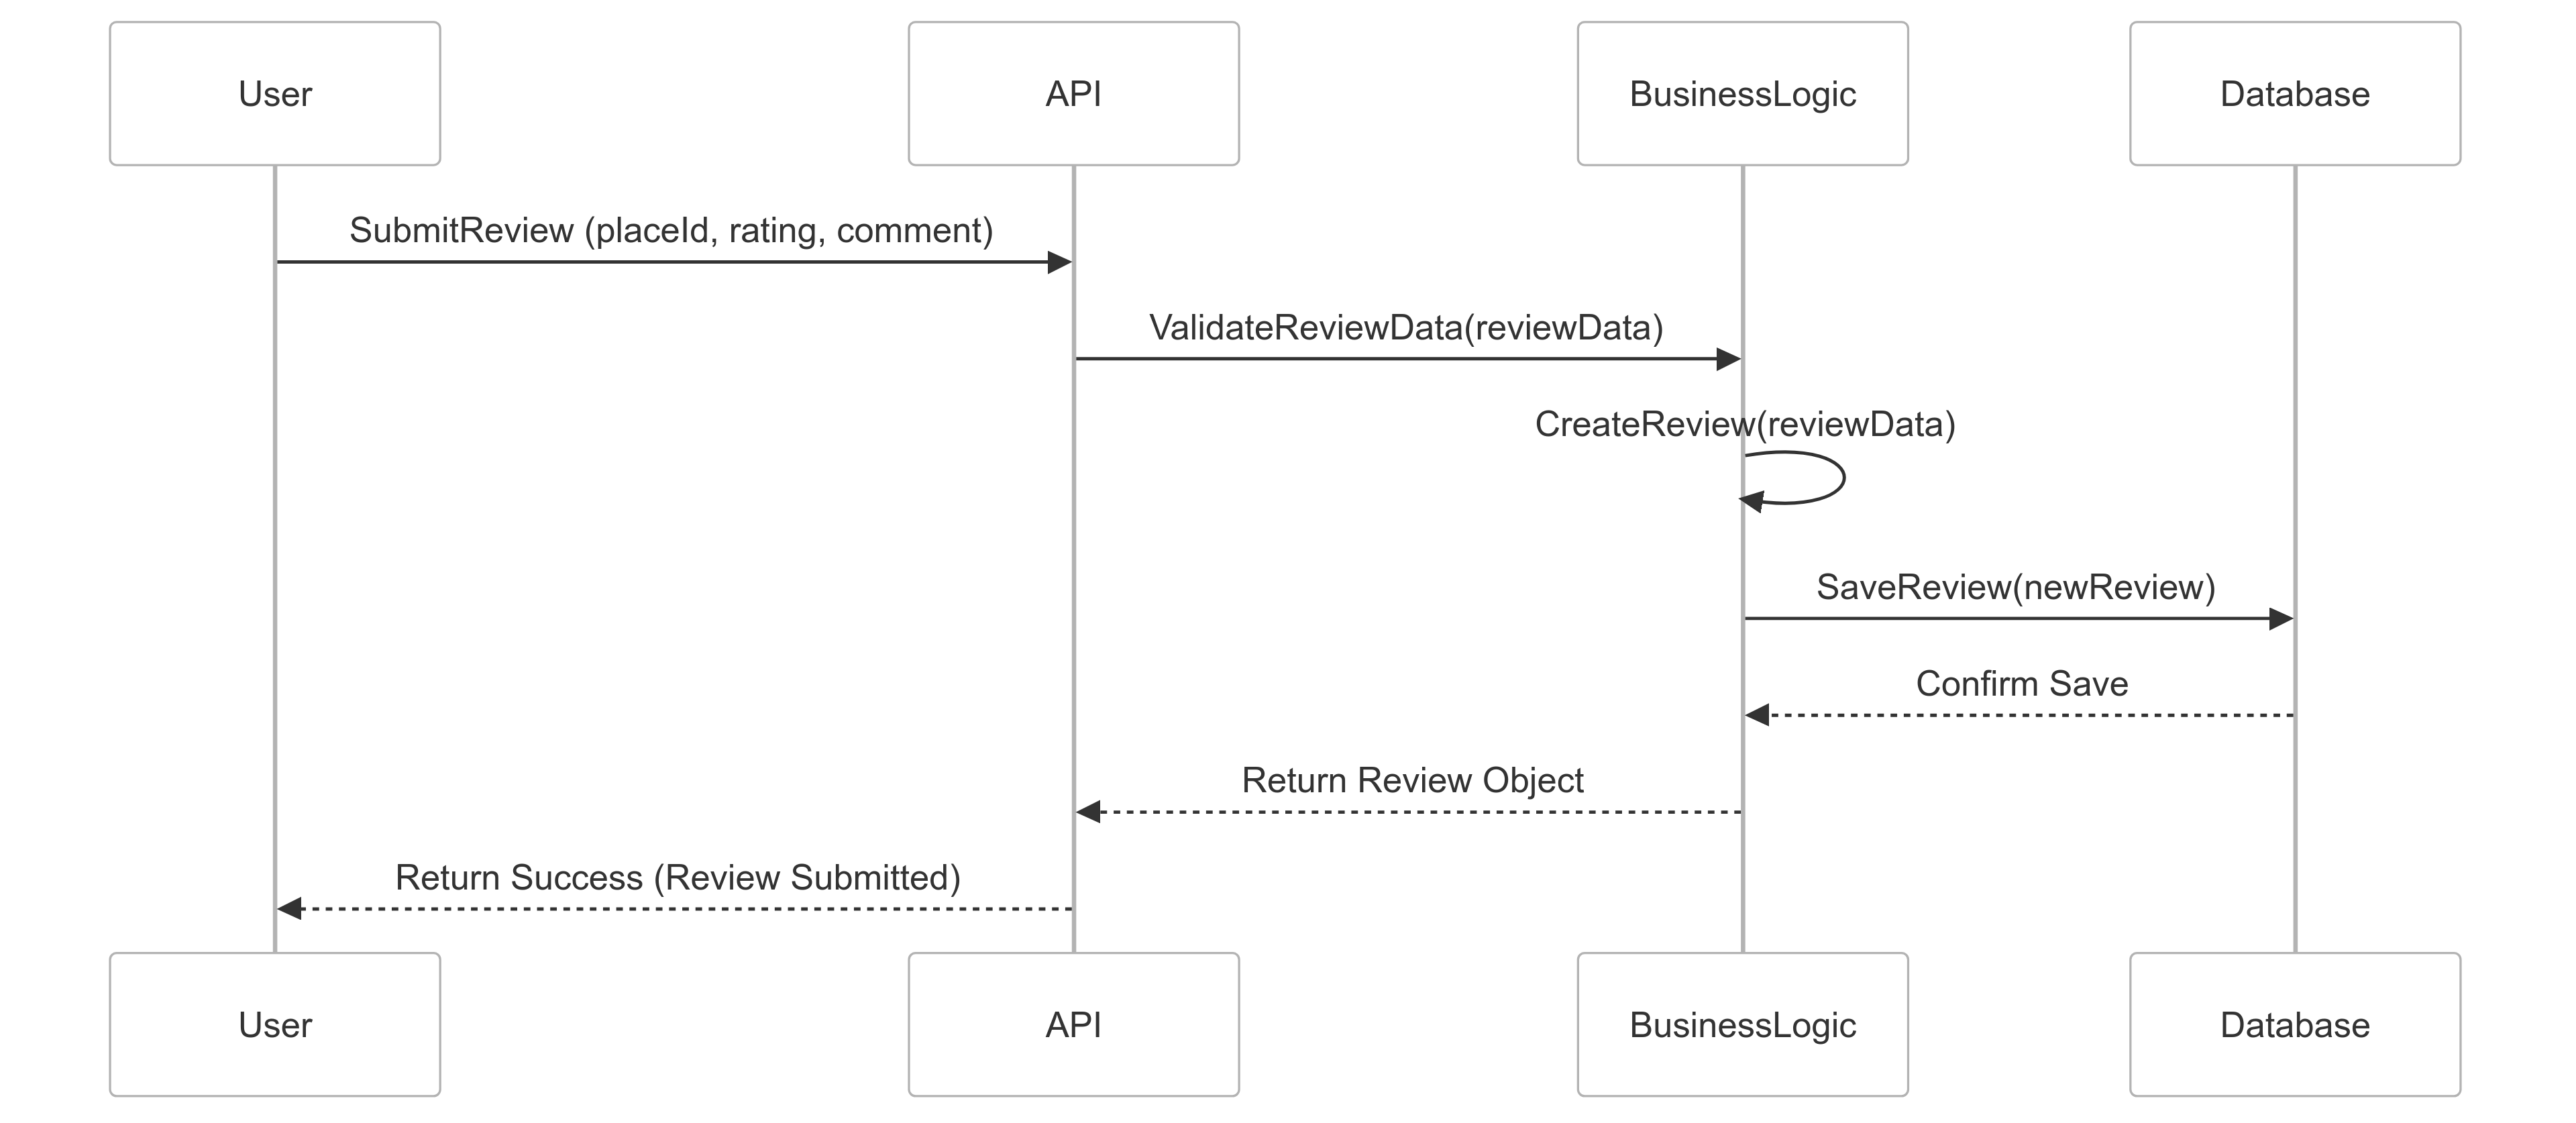 User
API
BusinessLogic
Database
SubmitReview (placeId, rating, comment)
ValidateReviewData(reviewData)
CreateReview(reviewData)
SaveReview(newReview)
Confirm Save
Return Review Object
Return Success (Review Submitted)
User
API
BusinessLogic
Database